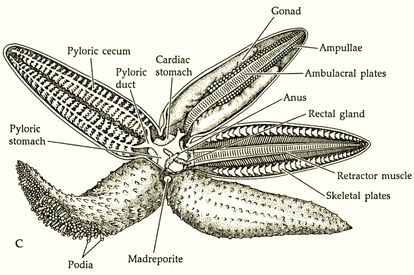 Gonad
Pyloric cecum
Cardiac
stomach
Ampullae
Pyloric
duct
Ambulacral plates
Anus
Rectal gland
Pyloric
stomach
Retractor muscle
Skeletal plates
C
Podia
Madreporite